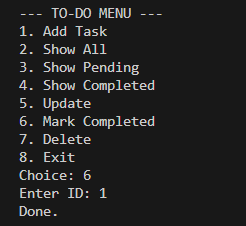 --- TO-DO MENU ---
1. Add Task
2. Show All
3. Show Pending
4. Show Completed
5. Update
6. Mark Completed
7. Delete
8. Exit
Choice: 6
Enter ID: 1
Done.